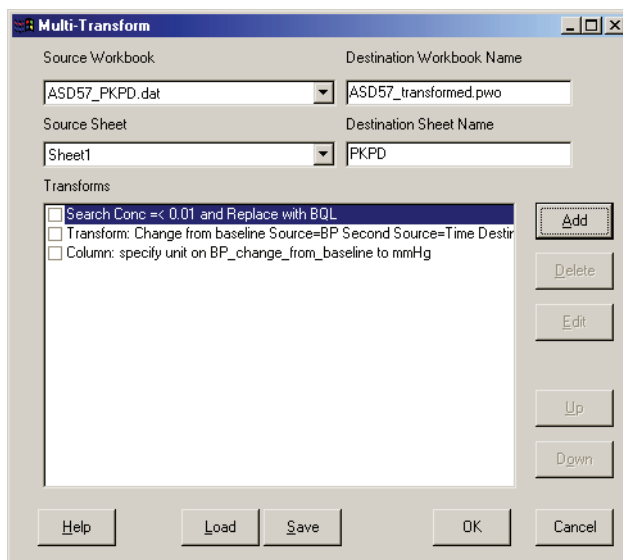 Multi-Transform
Source Workbook
Destination Workbook Name
ASD57_PKPD.dat
ASD57_transformed.pwo
Source Sheet
Destination Sheet Name
Sheet1
PKPD
Transforms
Search Conc =< 0.01 and Replace with BQL
Transform: Change from baseline Source=BP Second Source=Time Destir
Column: specify unit on BP_change_from_baseline to mmHg
Add
Delete
Edit
Up
Down
Help
Load
Save
OK
Cancel